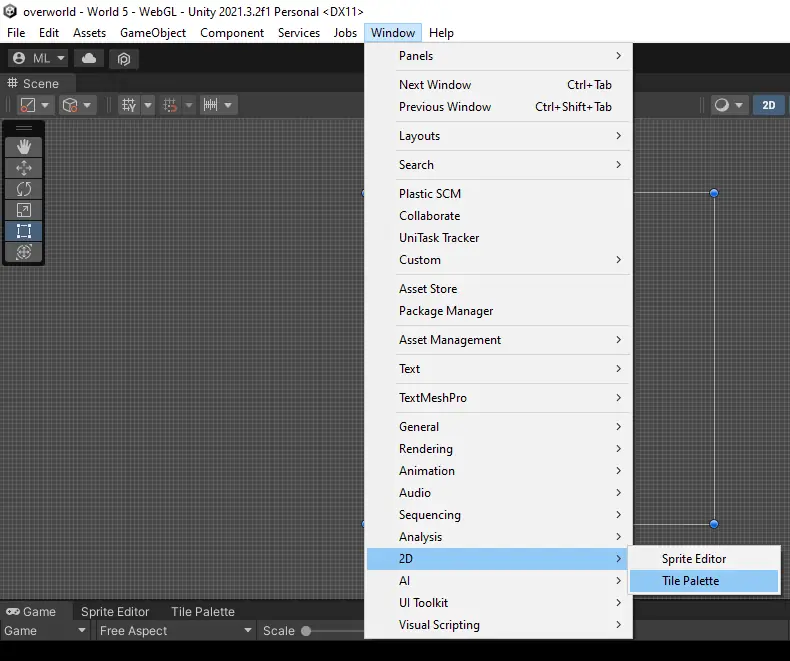 overworld - World 5 - WebGL - Unity 2021.3.2f1 Personal <DX11>
File Edit Assets GameObject Component Services Jobs Window Help
ML
Scene
2D
Panels
Next Window Ctrl+Tab
Previous Window Ctrl+Shift+Tab
Layouts
Search
Plastic SCM
Collaborate
UniTask Tracker
Custom
Asset Store
Package Manager
Asset Management
Text
TextMeshPro
General
Rendering
Animation
Audio
Sequencing
Analysis
2D
AI
UI Toolkit
Visual Scripting
Sprite Editor
Tile Palette
Game Sprite Editor Tile Palette
Game Free Aspect Scale